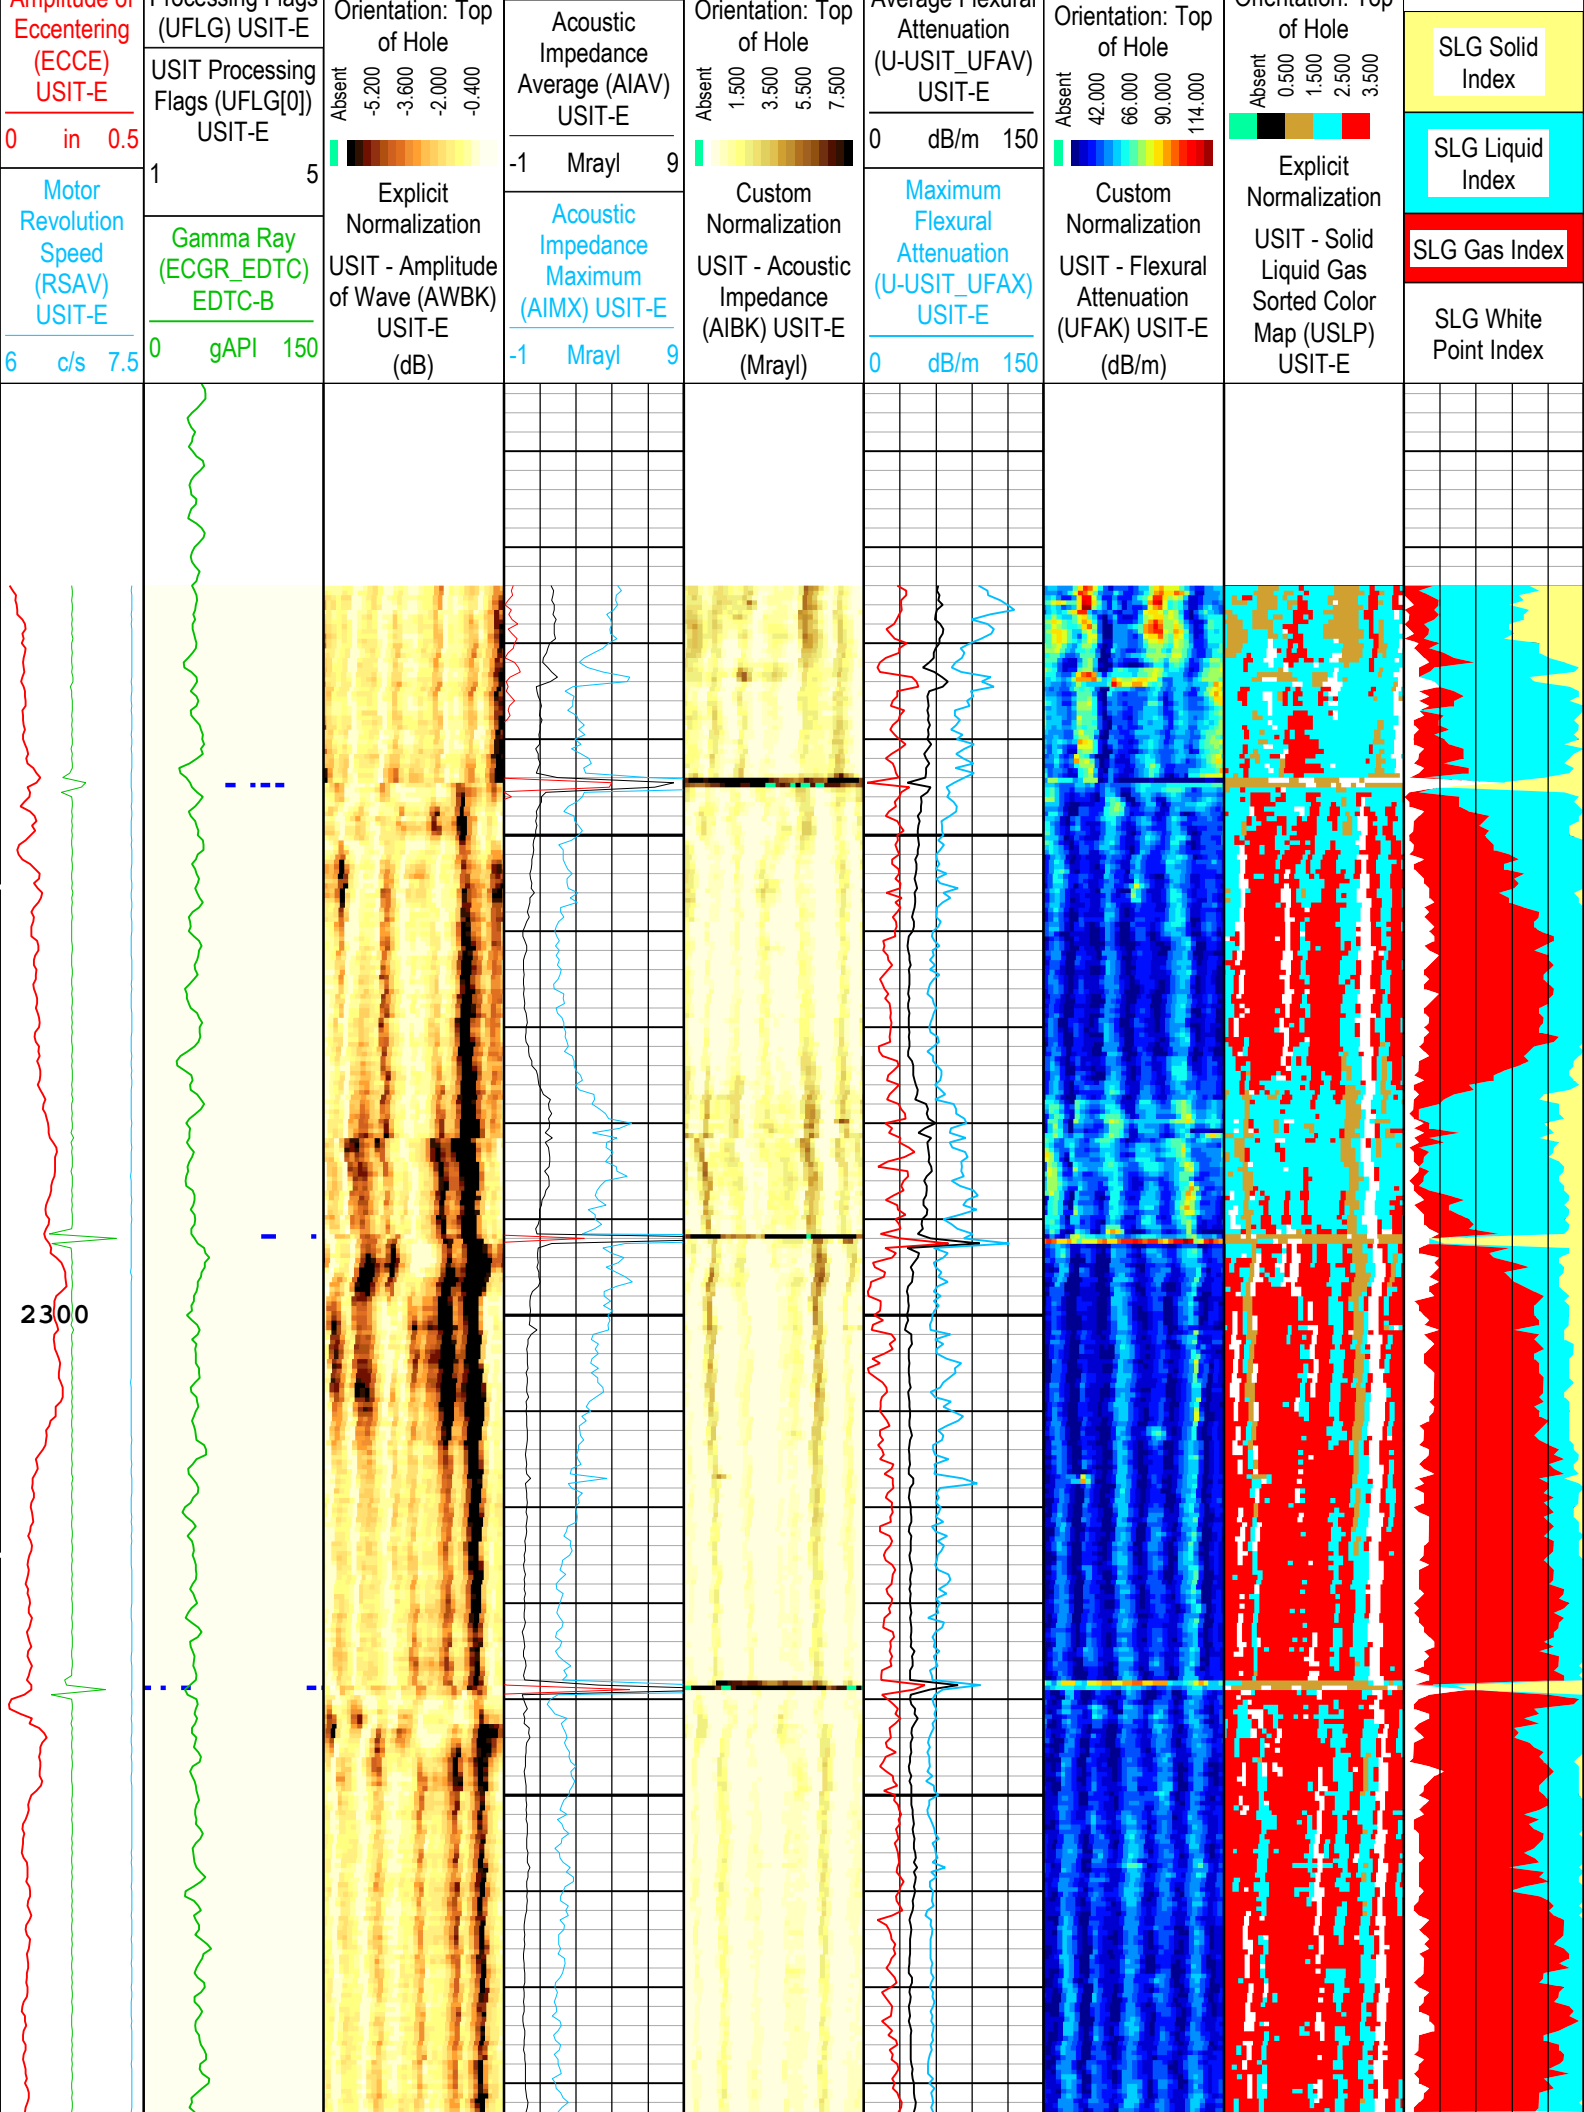 Amplitude of
Eccentering
(ECCE)
USIT-E
0 in 0.5
Motor
Revolution
Speed
(RSAV)
USIT-E
6 c/s 7.5
Processing Flags
(UFLG) USIT-E
USIT Processing
Flags (UFLG[0])
USIT-E
1 5
Gamma Ray
(ECGR_EDTC)
EDTC-B
0 gAPI 150
Orientation: Top
of Hole
Absent
-5.200
-3.600
-2.000
-0.400
Explicit
Normalization
USIT - Amplitude
of Wave (AWBK)
USIT-E
(dB)
Acoustic
Impedance
Average (AIAV)
USIT-E
-1 Mrayl 9
Acoustic
Impedance
Maximum
(AIMX) USIT-E
-1 Mrayl 9
Orientation: Top
of Hole
Absent
1.500
3.500
5.500
7.500
Custom
Normalization
USIT - Acoustic
Impedance
(AIBK) USIT-E
(Mrayl)
Average Flexural
Attenuation
(U-USIT_UFAV)
USIT-E
0 dB/m 150
Maximum
Flexural
Attenuation
(U-USIT_UFAX)
USIT-E
0 dB/m 150
Orientation: Top
of Hole
Absent
42.000
66.000
90.000
114.000
Custom
Normalization
USIT - Flexural
Attenuation
(UFAK) USIT-E
(dB/m)
Orientation: Top
of Hole
Absent
0.500
1.500
2.500
3.500
Explicit
Normalization
USIT - Solid
Liquid Gas
Sorted Color
Map (USLP)
USIT-E
SLG Solid
Index
SLG Liquid
Index
SLG Gas Index
SLG White
Point Index
2300